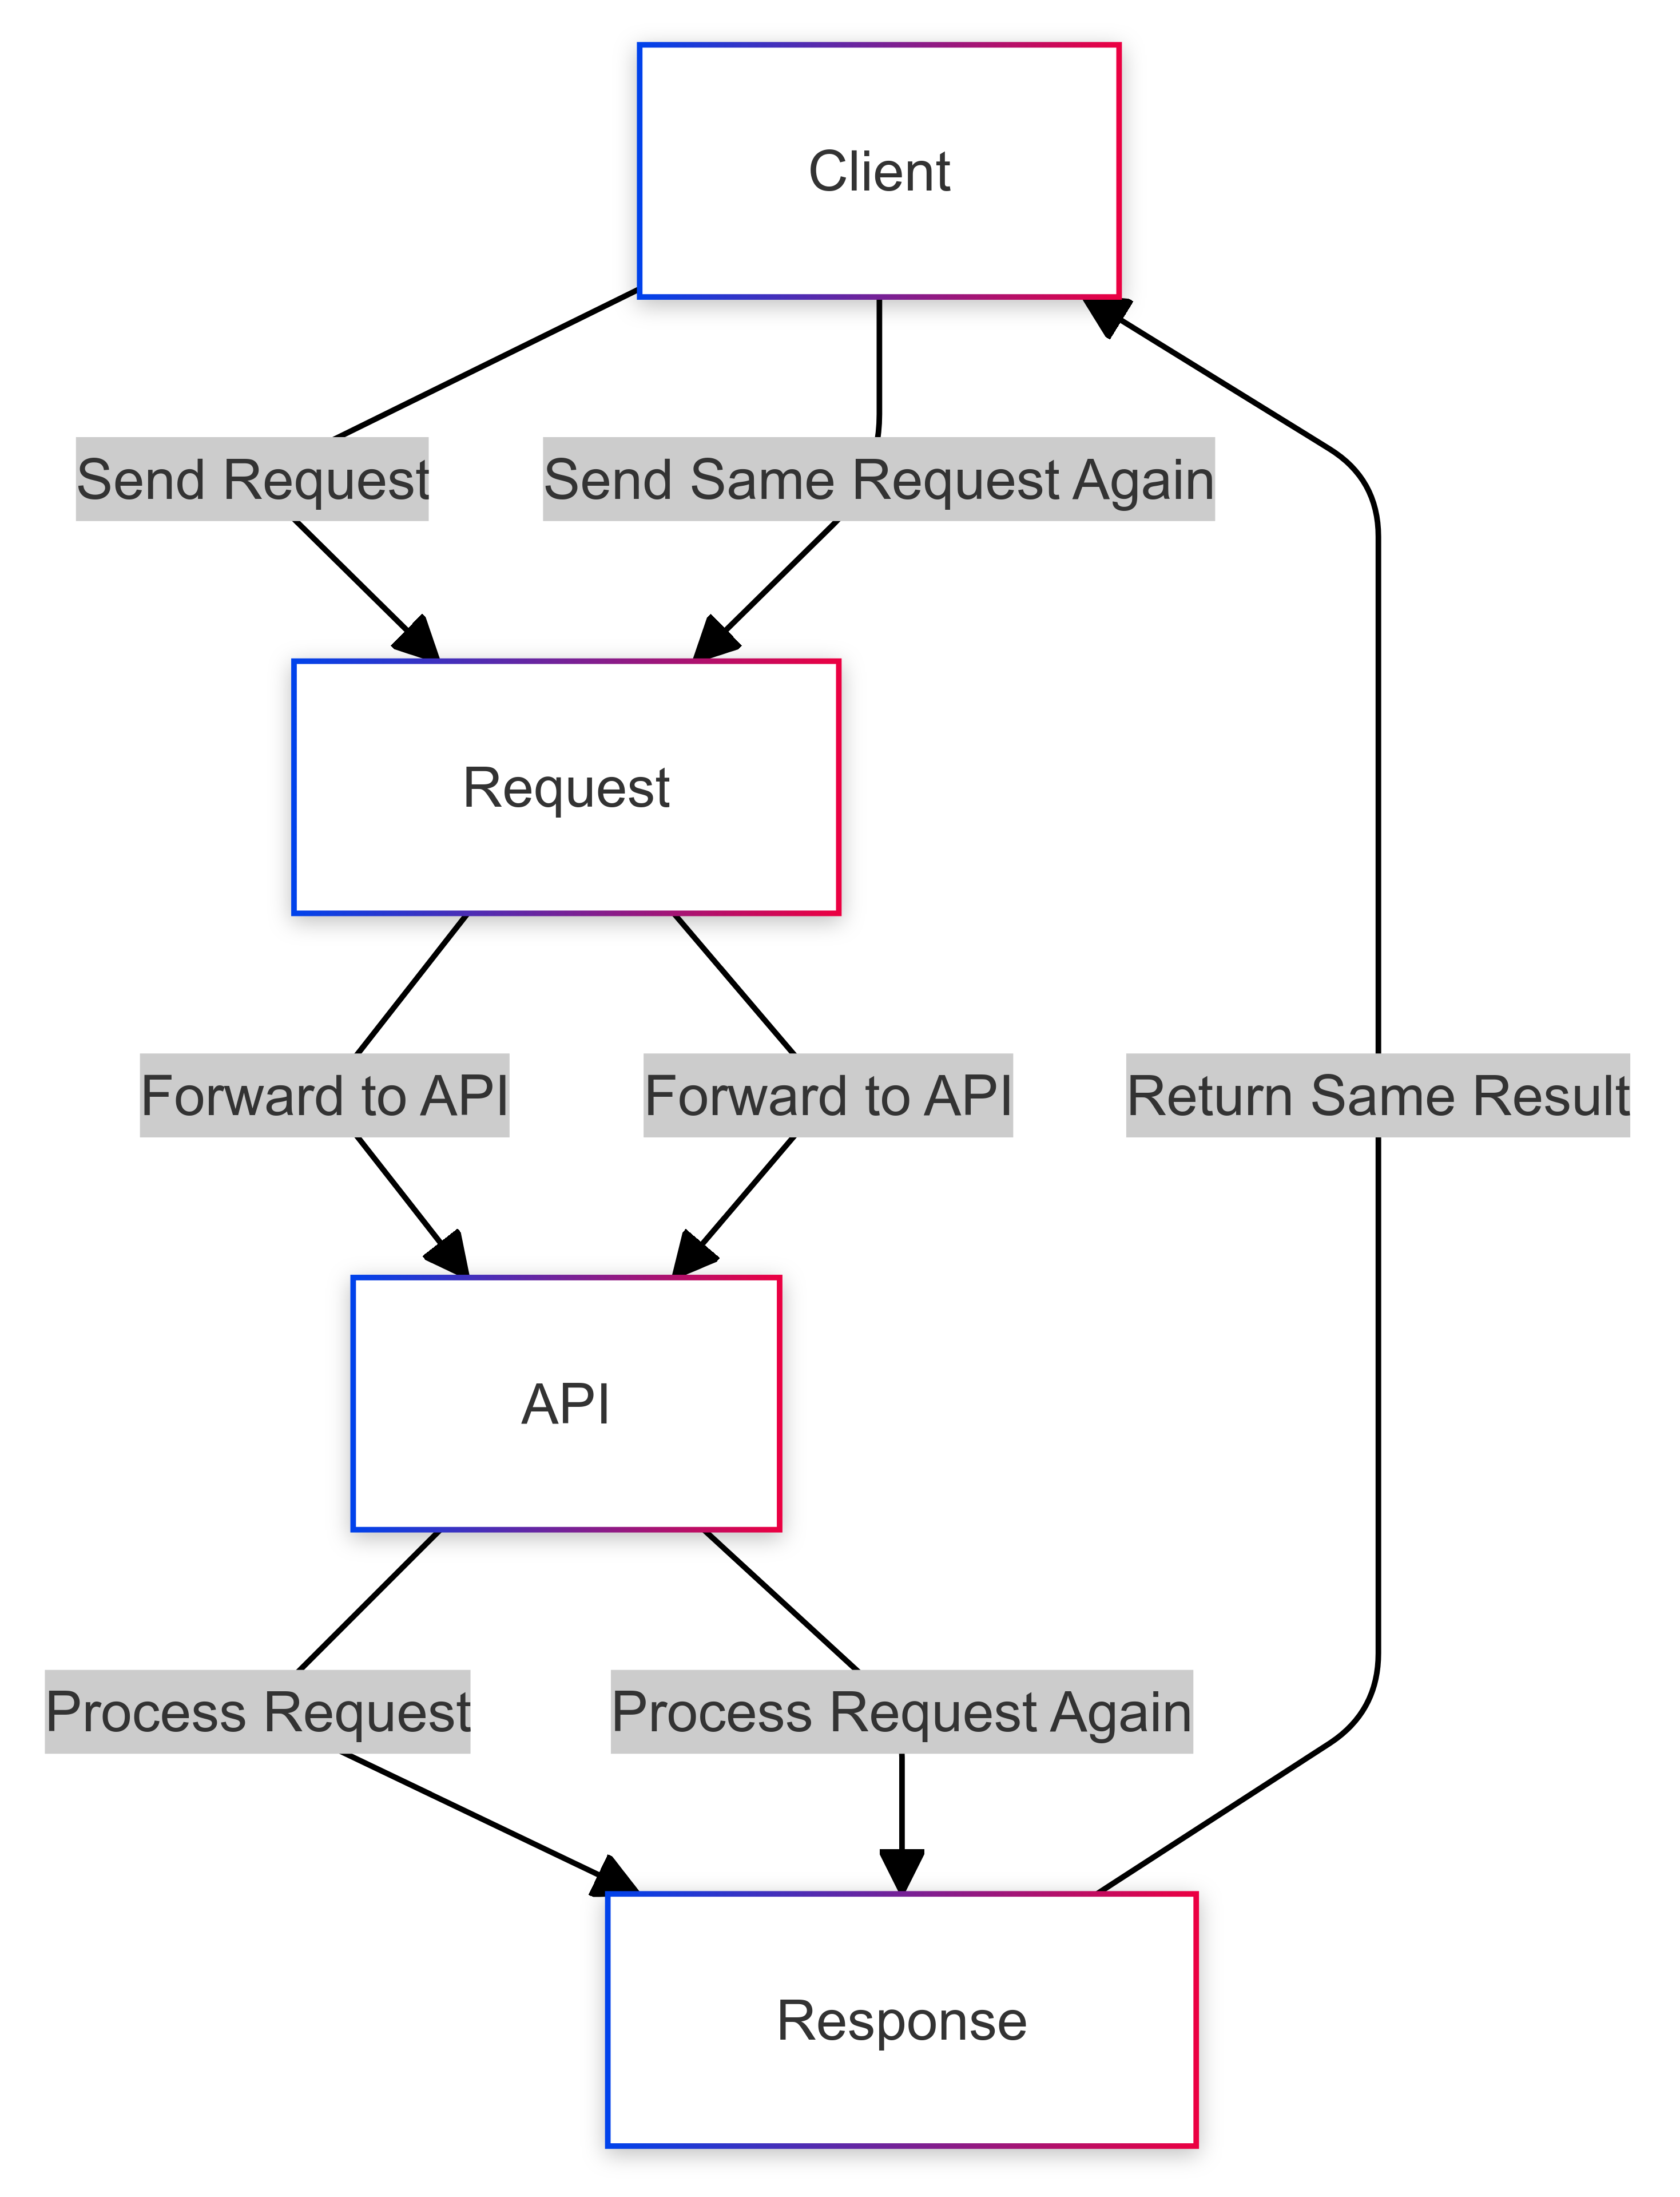 Client
Send Request
Send Same Request Again
Request
Forward to API
Forward to API
Return Same Result
API
Process Request
Process Request Again
Response